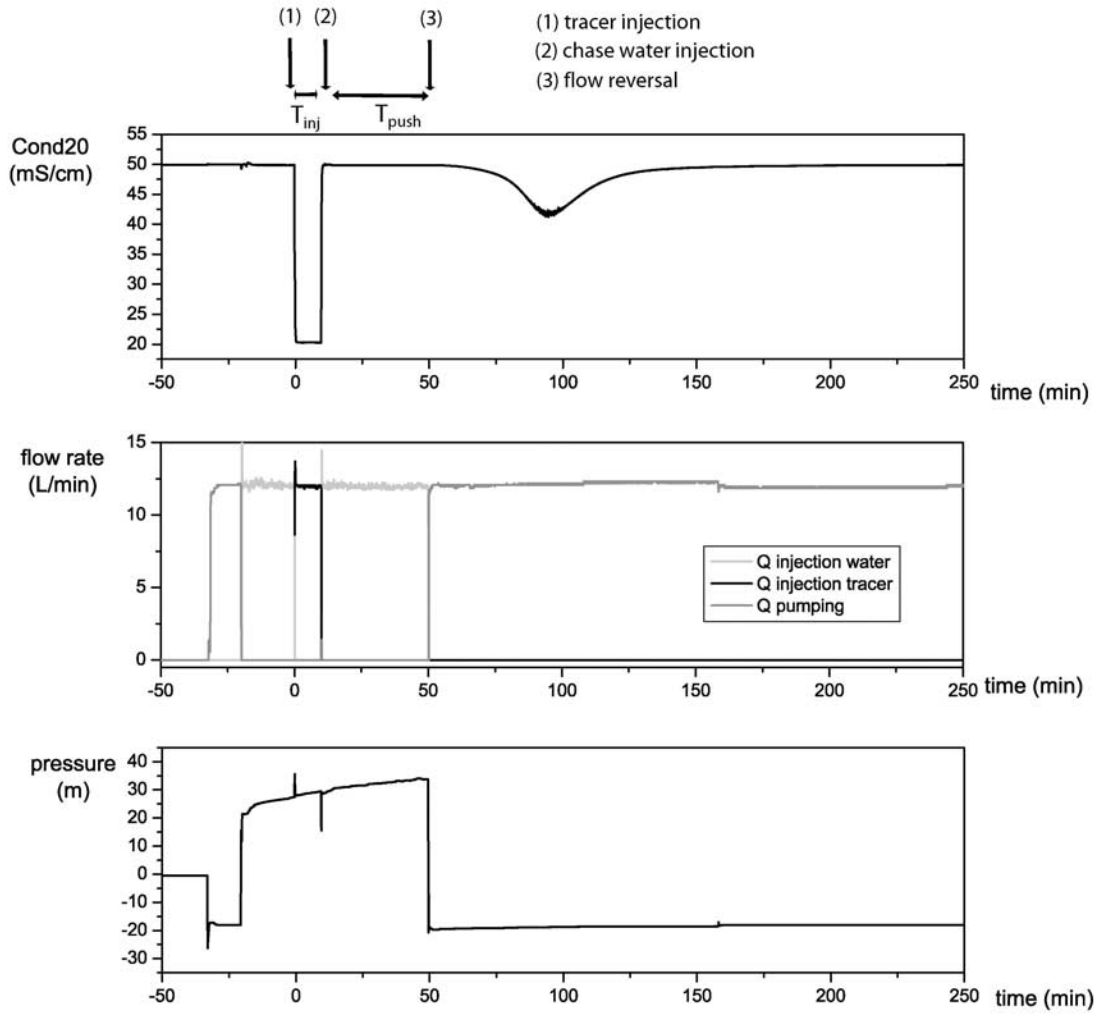 (1) (2) (3)
(1) tracer injection
(2) chase water injection
(3) flow reversal
Tinj Tpush
Cond20
(mS/cm)
55
50
45
40
35
30
25
20
-50 0 50 100 150 200 250
time (min)
flow rate
(L/min)
15
10
5
0
Q injection water
Q injection tracer
Q pumping
-50 0 50 100 150 200 250
time (min)
pressure
(m)
40
30
20
10
0
-10
-20
-30
-50 0 50 100 150 200 250
time (min)